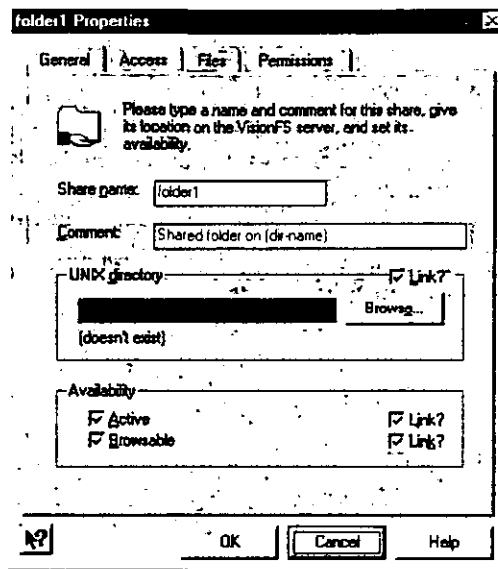 folder1 Properties
General Access Files Permissions
Please type a name and comment for this share, give
its location on the VisionFS server, and set its
availability.
Share name: folder1
Comment: Shared folder on (dir-name)
UNIX directory Link?
Browse...
(doesn't exist)
Availability
Active Link?
Browsable Link?
OK Cancel Help